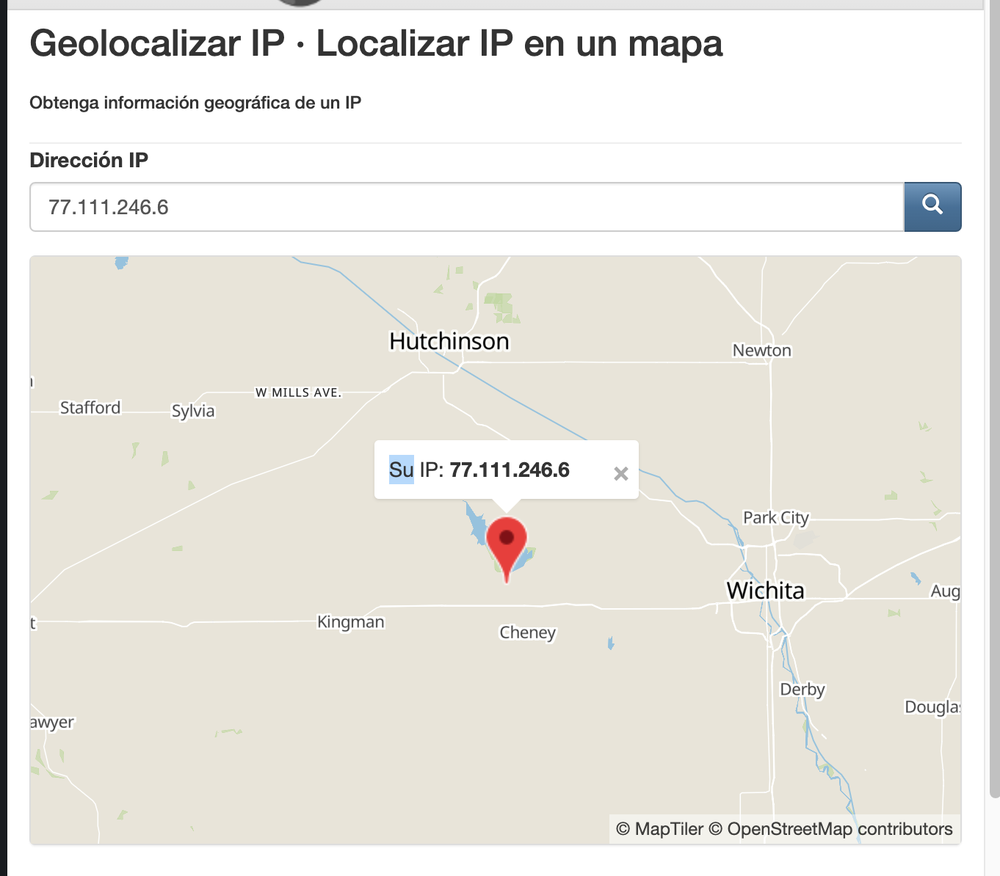 Geolocalizar IP · Localizar IP en un mapa
Obtenga información geográfica de un IP
Dirección IP
77.111.246.6
Hutchinson
Newton
W MILLS AVE.
Stafford
Sylvia
Su IP: 77.111.246.6
Park City
Wichita
Aug
Kingman
Cheney
Derby
Douglas
awyer
© MapTiler © OpenStreetMap contributors